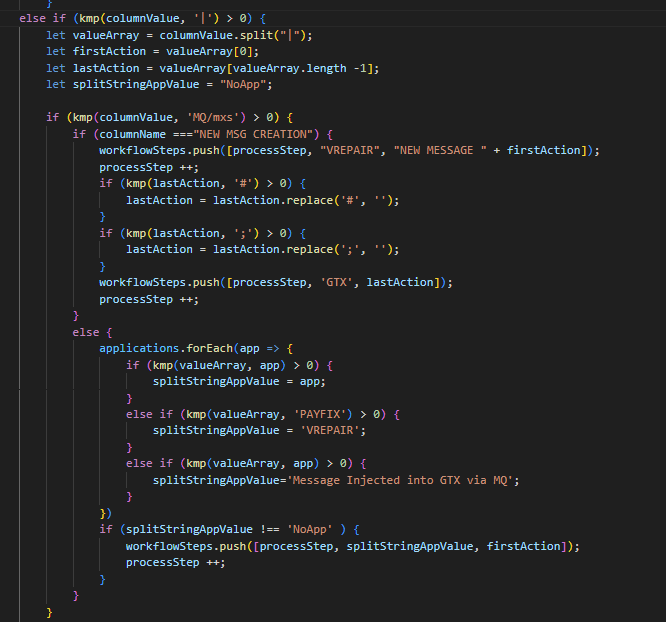 }
else if (kmp(columnValue, '|') > 0) {
let valueArray = columnValue.split("|");
let firstAction = valueArray[0];
let lastAction = valueArray[valueArray.length -1];
let splitStringAppValue = "NoApp";
if (kmp(columnValue, 'MQ/mxs') > 0) {
if (columnName ==="NEW MSG CREATION") {
workflowSteps.push([processStep, "VREPAIR", "NEW MESSAGE " + firstAction]);
processStep ++;
if (kmp(lastAction, '#') > 0) {
lastAction = lastAction.replace('#', '');
}
if (kmp(lastAction, ';') > 0) {
lastAction = lastAction.replace(';', '');
}
workflowSteps.push([processStep, 'GTX', lastAction]);
processStep ++;
}
else {
applications.forEach(app => {
if (kmp(valueArray, app) > 0) {
splitStringAppValue = app;
}
else if (kmp(valueArray, 'PAYFIX') > 0) {
splitStringAppValue = 'VREPAIR';
}
else if (kmp(valueArray, app) > 0) {
splitStringAppValue='Message Injected into GTX via MQ';
}
})
if (splitStringAppValue !== 'NoApp' ) {
workflowSteps.push([processStep, splitStringAppValue, firstAction]);
processStep ++;
}
}
}